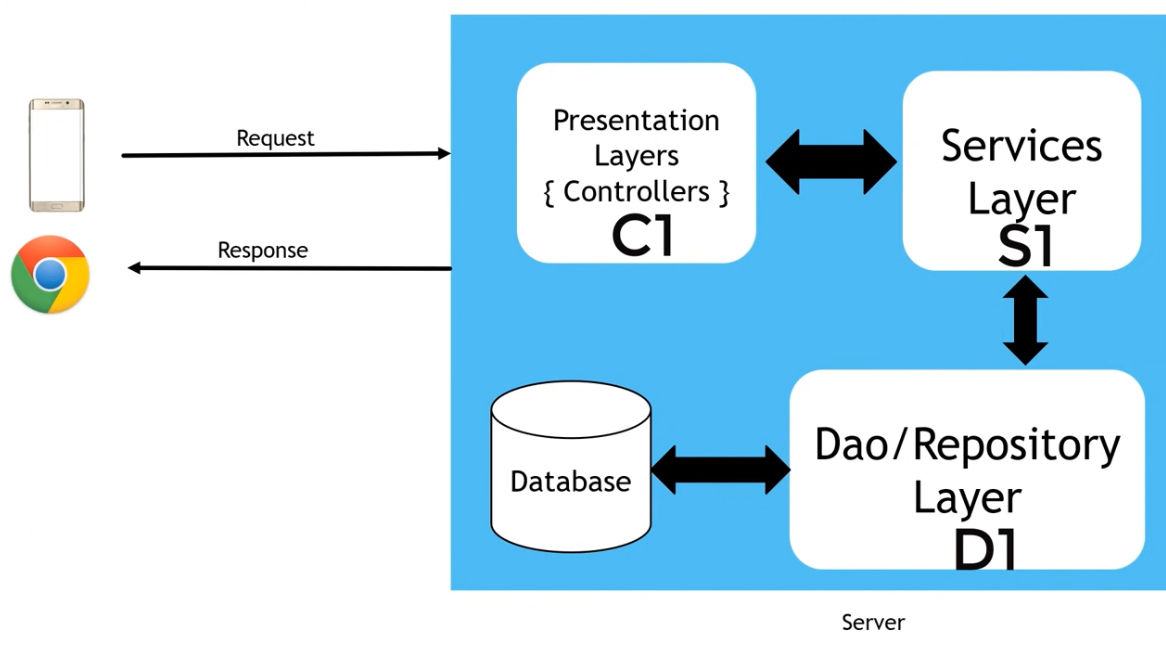 Request
Response
Presentation
Layers
{ Controllers }
C1
Services
Layer
S1
Dao/Repository
Layer
D1
Database
Server